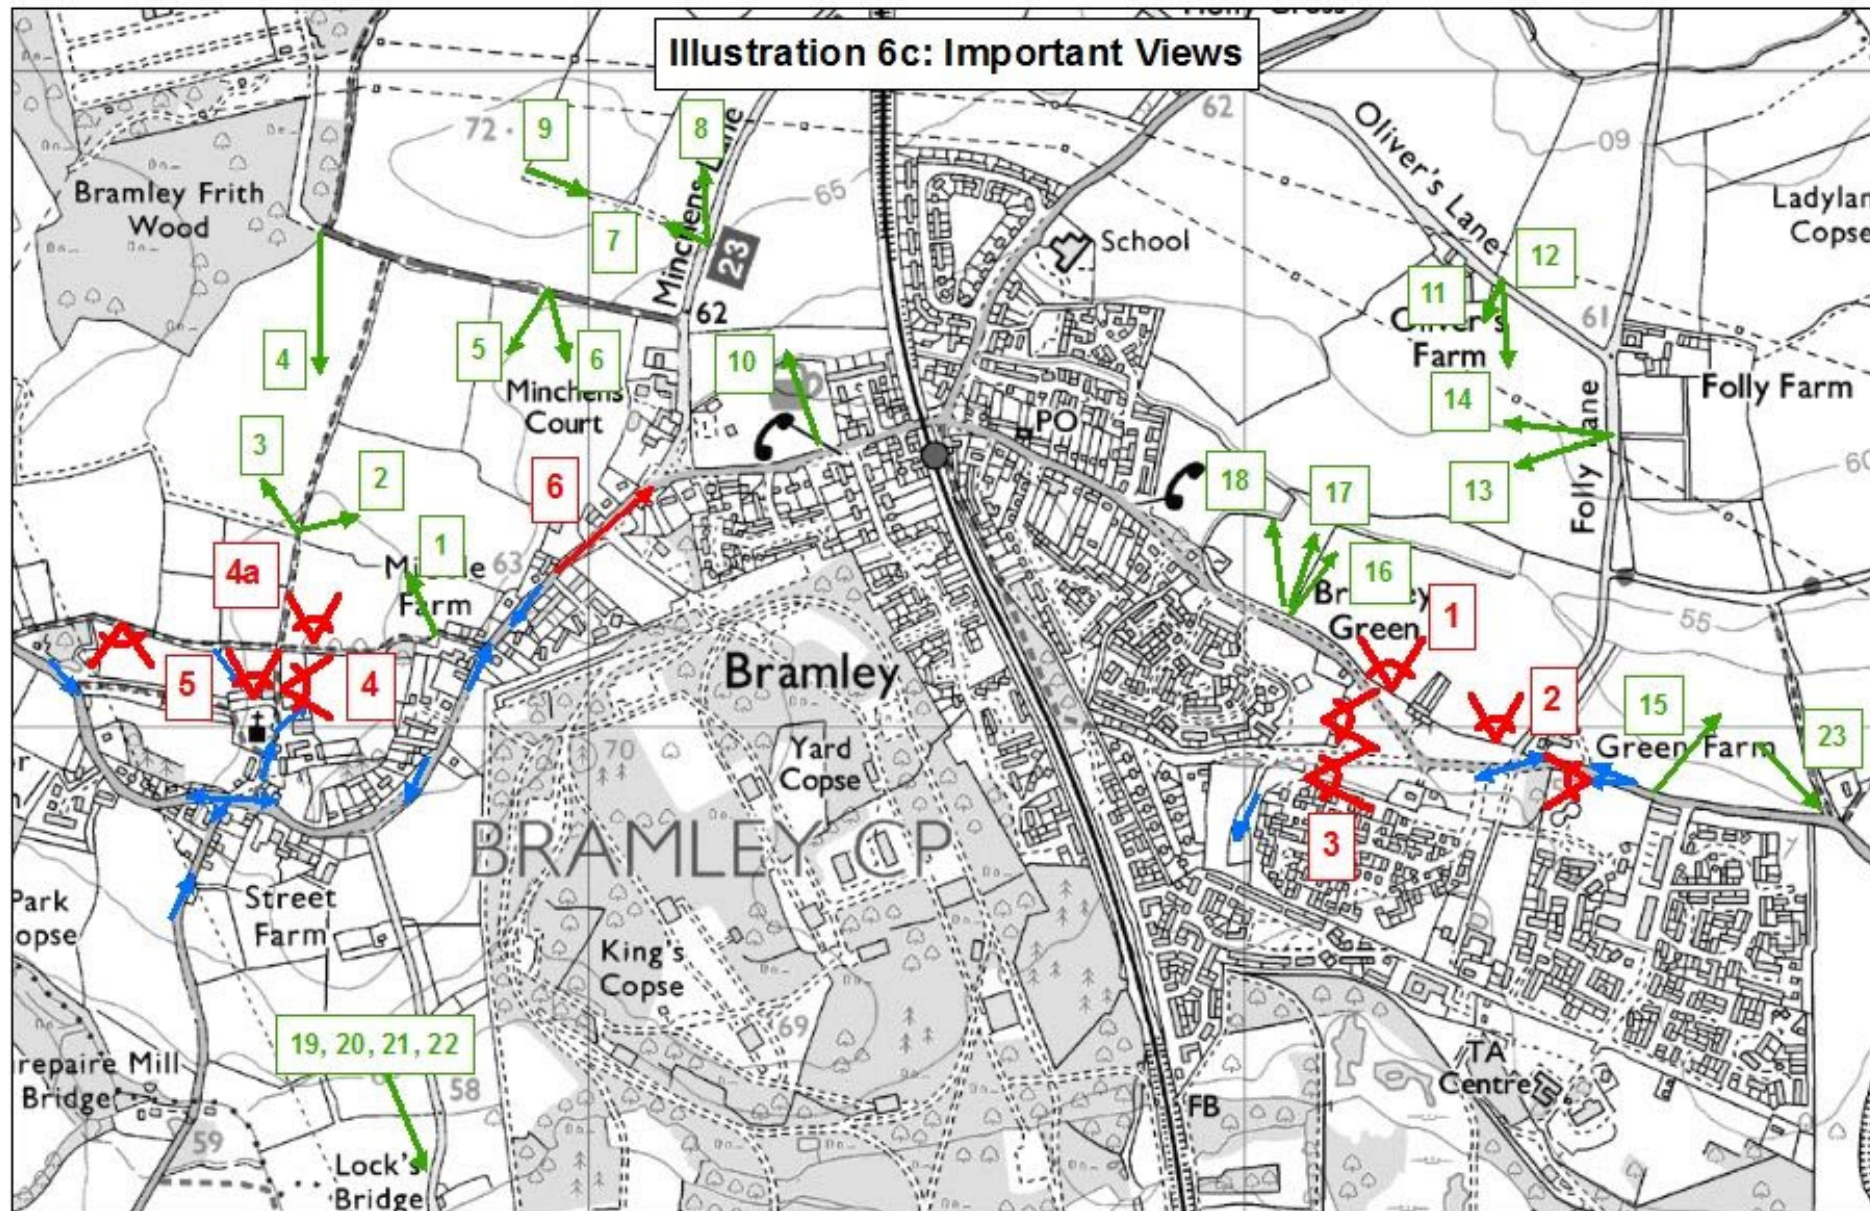 Illustration 6c: Important Views
62
72
9
8
Oliver's Lane
60
Bramley Frith
Wood
Minchens Lane
65
Ladylan
Copse
School
7
23
12
11
Oliver's
Farm
62
61
4
5
6
10
Folly Farm
Minchens
Court
14
Folly Lane
PO
3
2
6
18
17
13
60
1
4a
Middle
Farm
63
16
Bramley
Green
1
55
5
4
Bramley
2
15
Green Farm
23
70
Yard
Copse
BRAMLEY CP
3
Park
opse
Street
Farm
King's
Copse
69
19, 20, 21, 22
irepaire Mill
Bridge
58
TA
Centre
FB
59
Lock's
Bridge